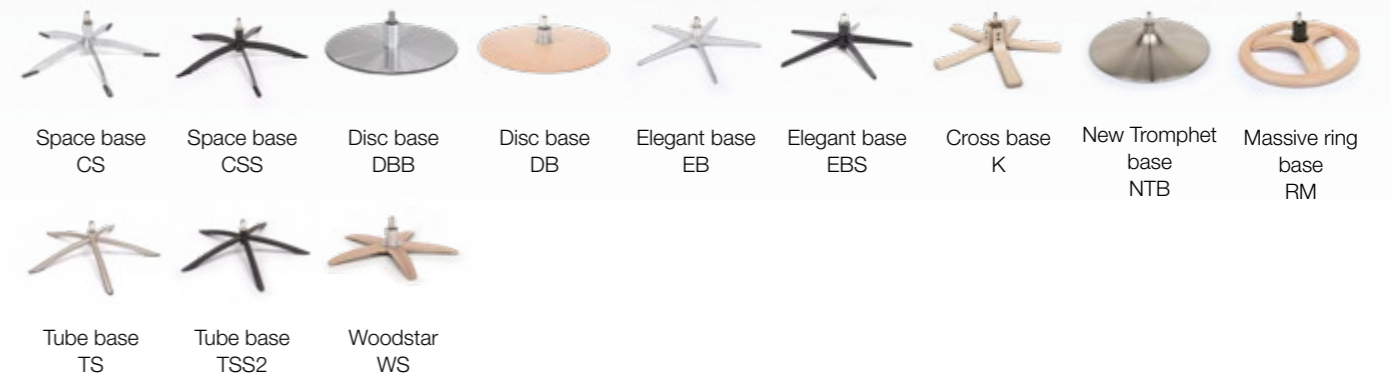 Space base
CS
Space base
CSS
Disc base
DBB
Disc base
DB
Elegant base
EB
Elegant base
EBS
Cross base
K
New Tromphet
base
NTB
Massive ring
base
RM
Tube base
TS
Tube base
TSS2
Woodstar
WS